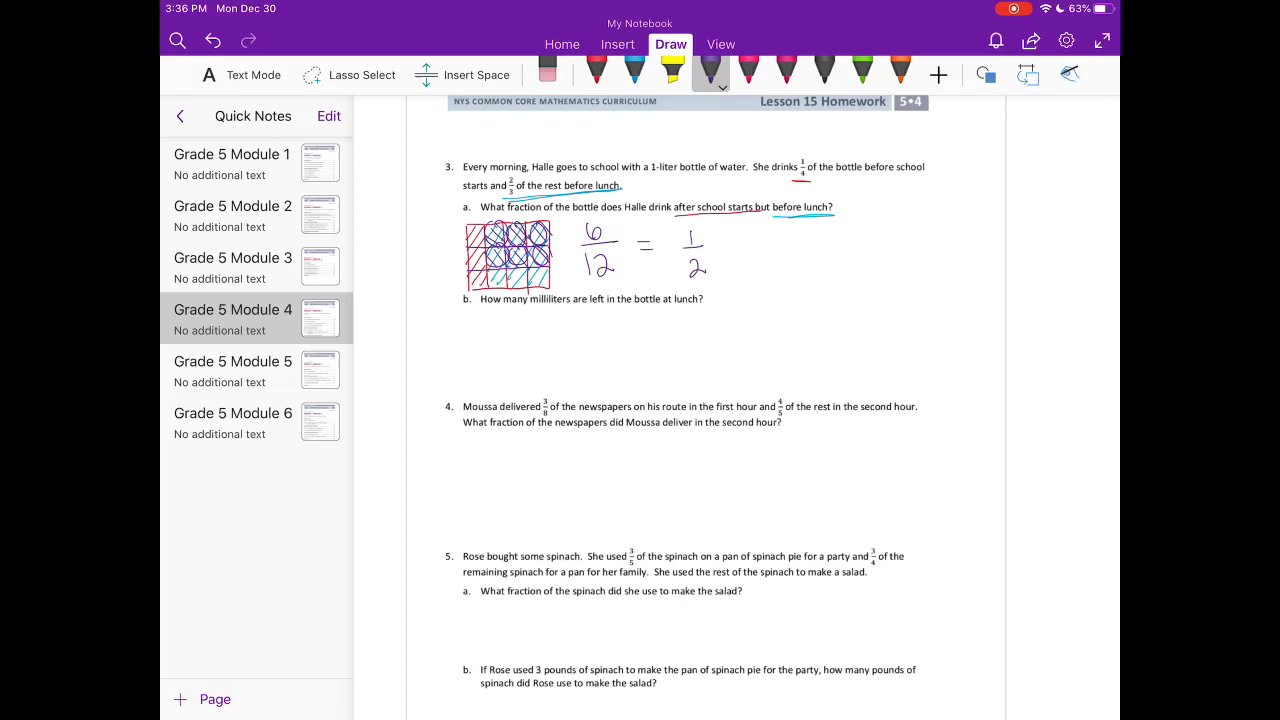 3:36 PM Mon Dec 30
63%
My Notebook
Home Insert Draw View
A Text Mode Lasso Select Insert Space
Quick Notes Edit
Grade 5 Module 1
No additional text
Grade 5 Module 2
No additional text
Grade 5 Module 3
No additional text
Grade 5 Module 4
No additional text
Grade 5 Module 5
No additional text
Grade 5 Module 6
No additional text
+ Page
NYS COMMON CORE MATHEMATICS CURRICULUM Lesson 15 Homework 5•4
3. Every morning, Halle goes to school with a 1-liter bottle of water. She drinks 1/4 of the bottle before school
starts and 2/3 of the rest before lunch.
a. What fraction of the bottle does Halle drink after school starts but before lunch?
6/12 = 1/2
b. How many milliliters are left in the bottle at lunch?
4. Moussa delivered 3/8 of the newspapers on his route in the first hour and 4/5 of the rest in the second hour.
What fraction of the newspapers did Moussa deliver in the second hour?
5. Rose bought some spinach. She used 3/5 of the spinach on a pan of spinach pie for a party and 3/4 of the
remaining spinach for a pan for her family. She used the rest of the spinach to make a salad.
a. What fraction of the spinach did she use to make the salad?
b. If Rose used 3 pounds of spinach to make the pan of spinach pie for the party, how many pounds of
spinach did Rose use to make the salad?